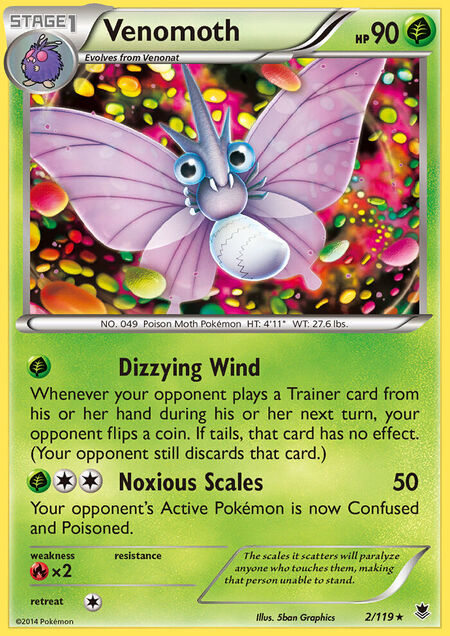 STAGE 1
Venomoth
HP 90
Evolves from Venonat
NO. 049 Poison Moth Pokémon HT: 4'11" WT: 27.6 lbs.
Dizzying Wind
Whenever your opponent plays a Trainer card from
his or her hand during his or her next turn, your
opponent flips a coin. If tails, that card has no effect.
(Your opponent still discards that card.)
Noxious Scales 50
Your opponent's Active Pokémon is now Confused
and Poisoned.
weakness
resistance
×2
The scales it scatters will paralyze
anyone who touches them, making
that person unable to stand.
retreat
©2014 Pokémon
Illus. 5ban Graphics
2/119 ★